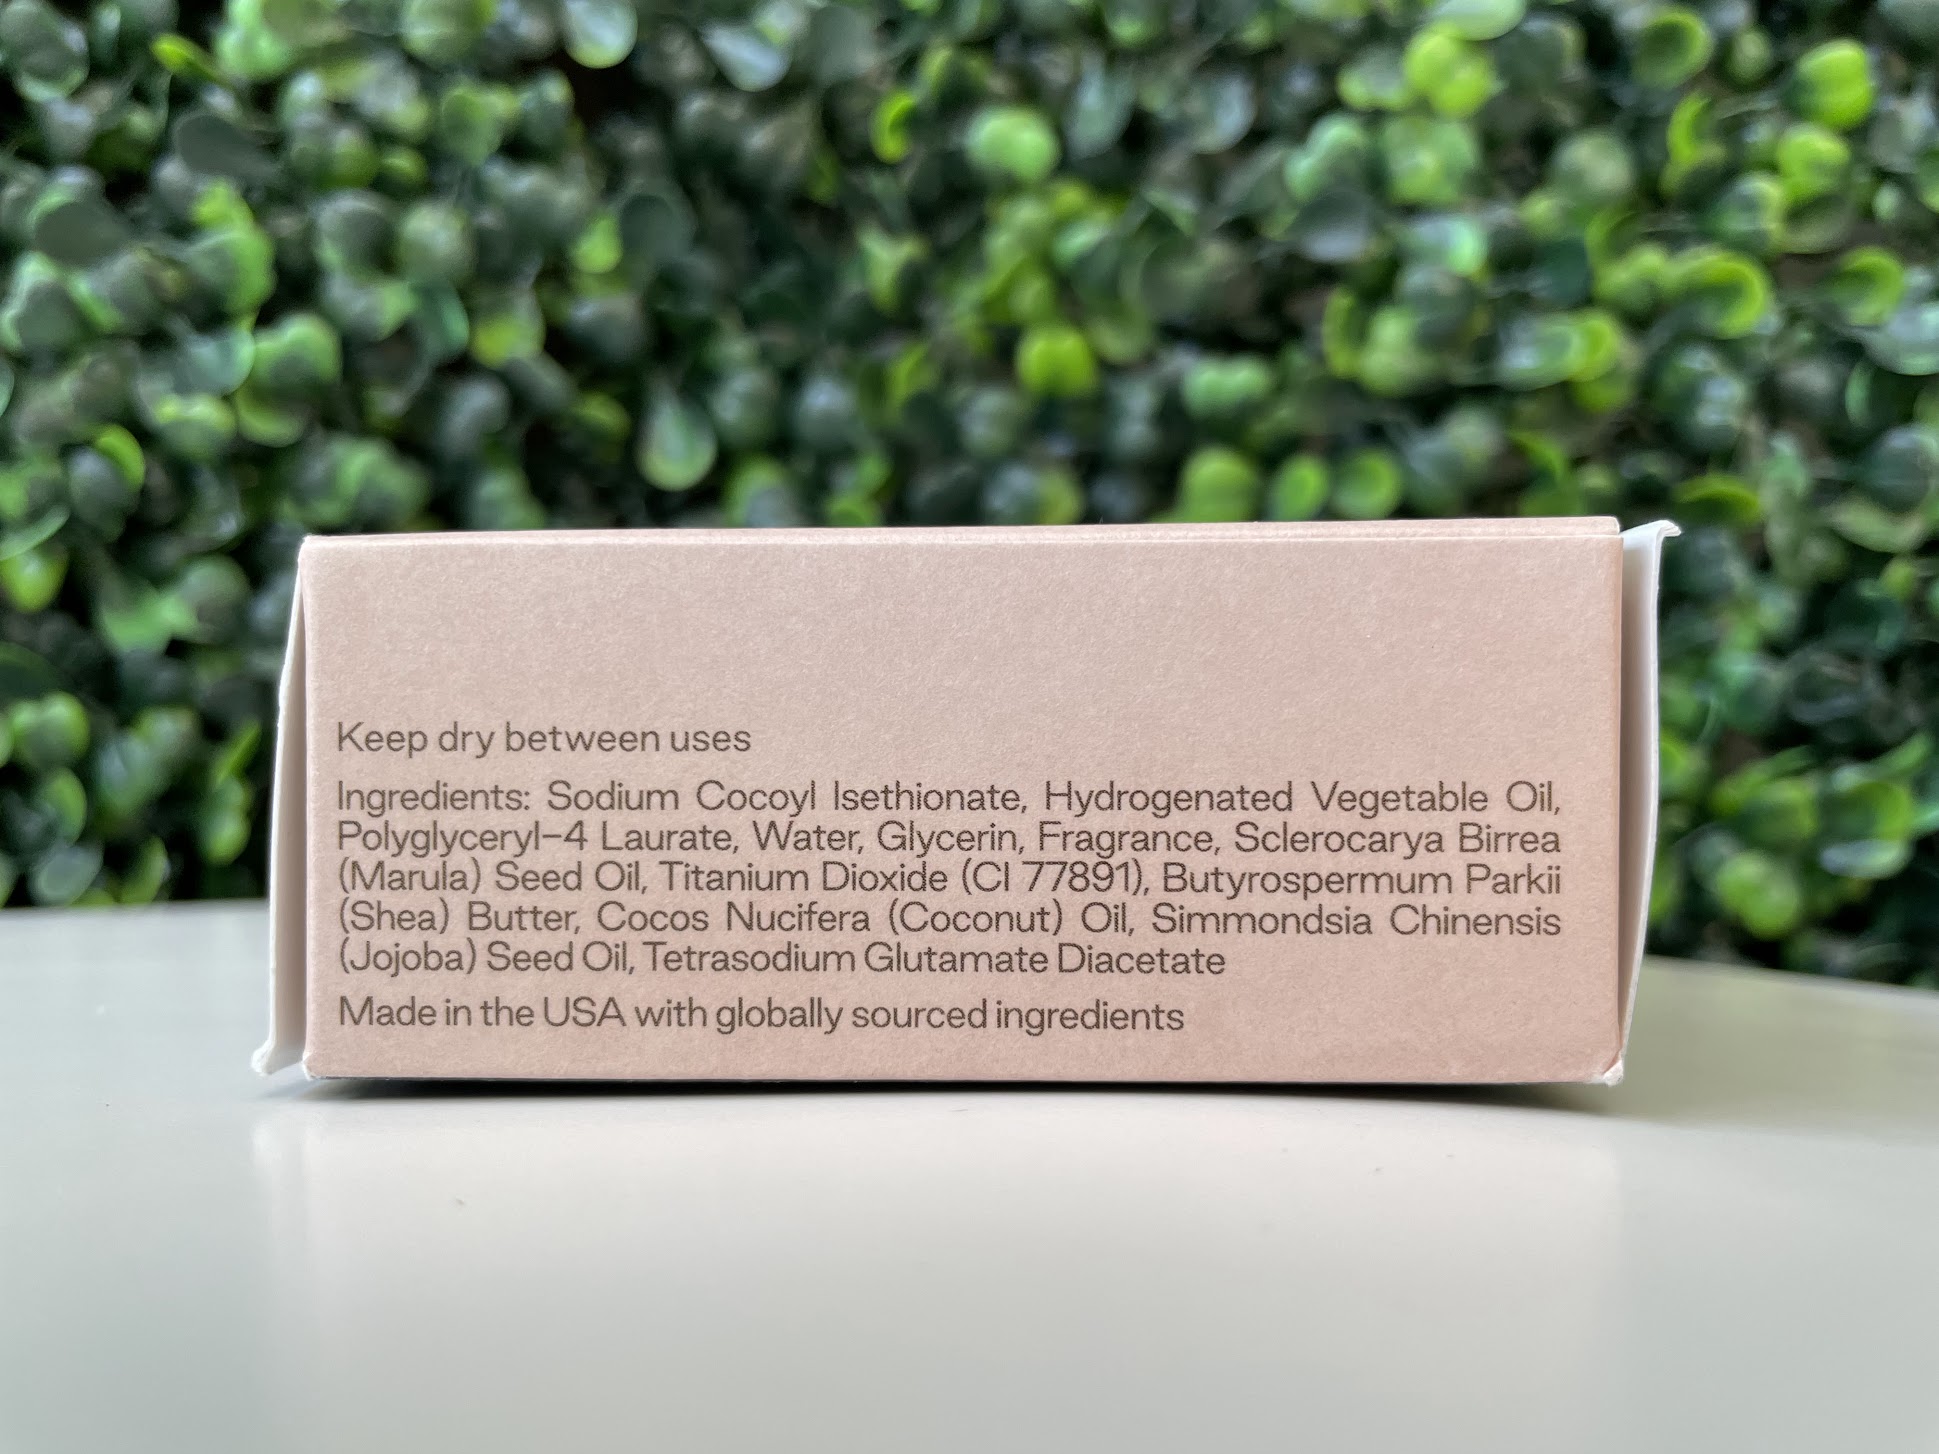 Keep dry between uses
Ingredients: Sodium Cocoyl Isethionate, Hydrogenated Vegetable Oil,
Polyglyceryl-4 Laurate, Water, Glycerin, Fragrance, Sclerocarya Birrea
(Marula) Seed Oil, Titanium Dioxide (CI 77891), Butyrospermum Parkii
(Shea) Butter, Cocos Nucifera (Coconut) Oil, Simmondsia Chinensis
(Jojoba) Seed Oil, Tetrasodium Glutamate Diacetate
Made in the USA with globally sourced ingredients